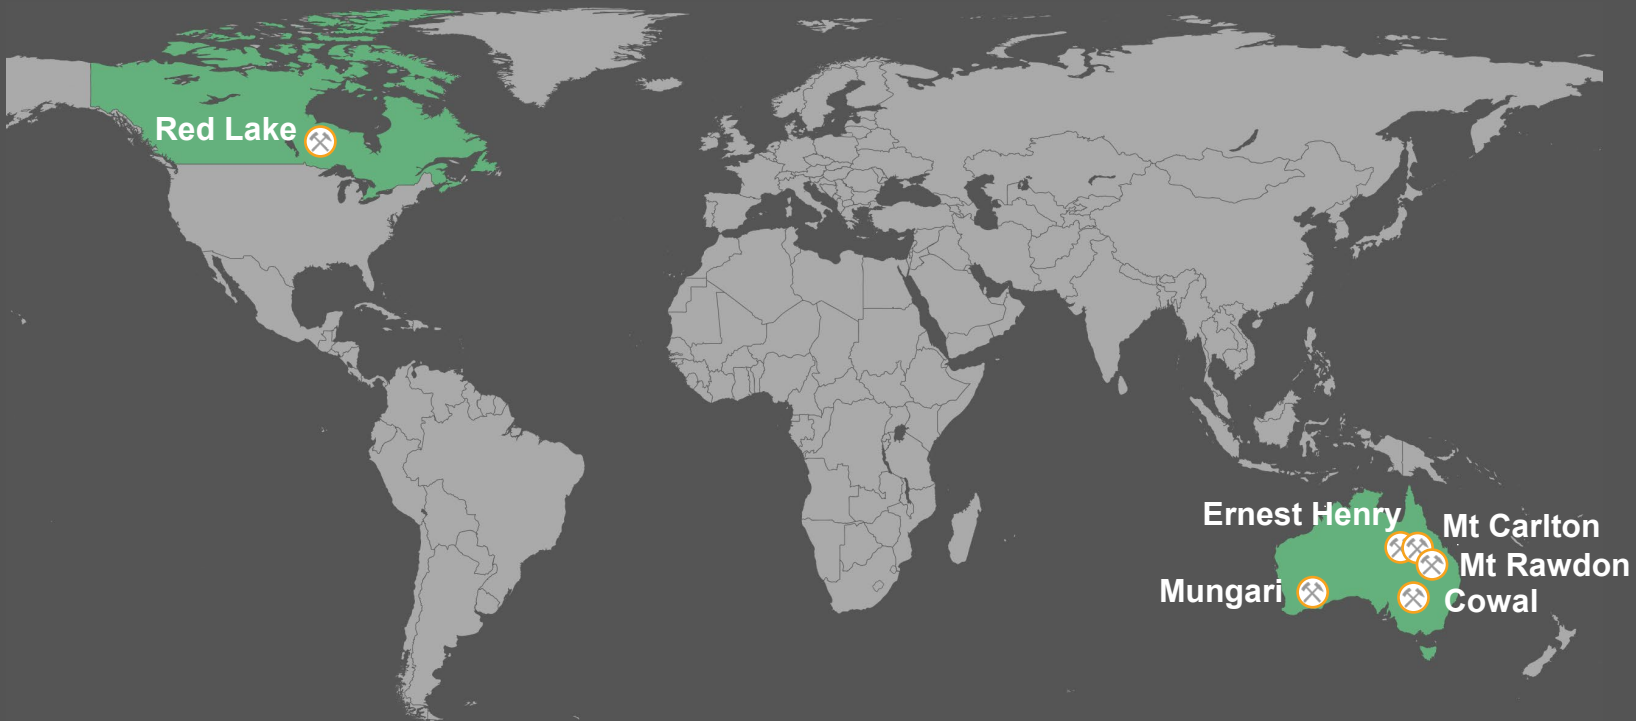 Red Lake
Ernest Henry
Mt Carlton
Mt Rawdon
Mungari
Cowal